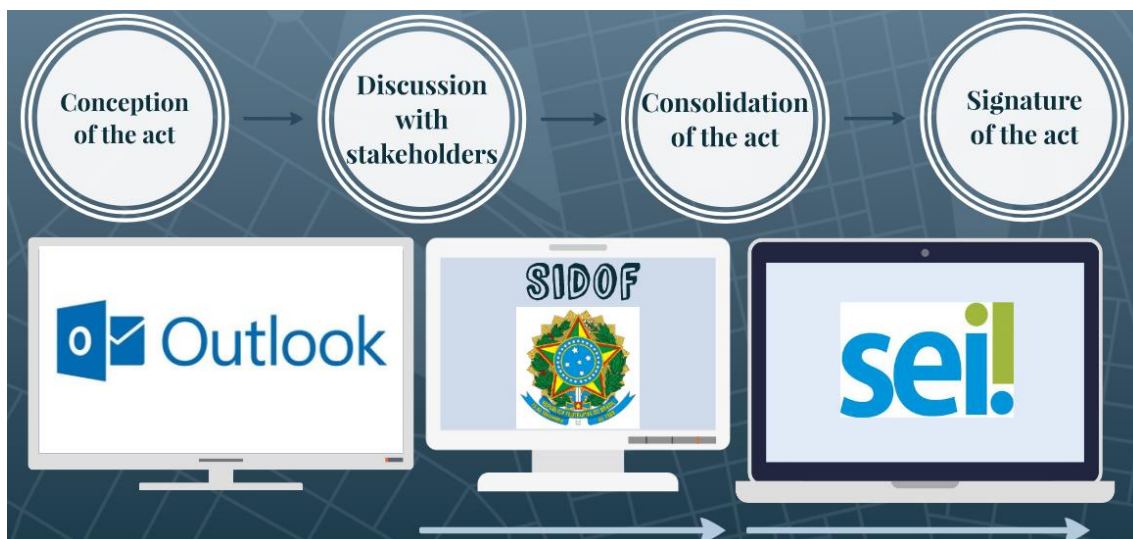 Conception
of the act
Discussion
with
stakeholders
Consolidation
of the act
Signature
of the act
Outlook
SIDOF
sei!